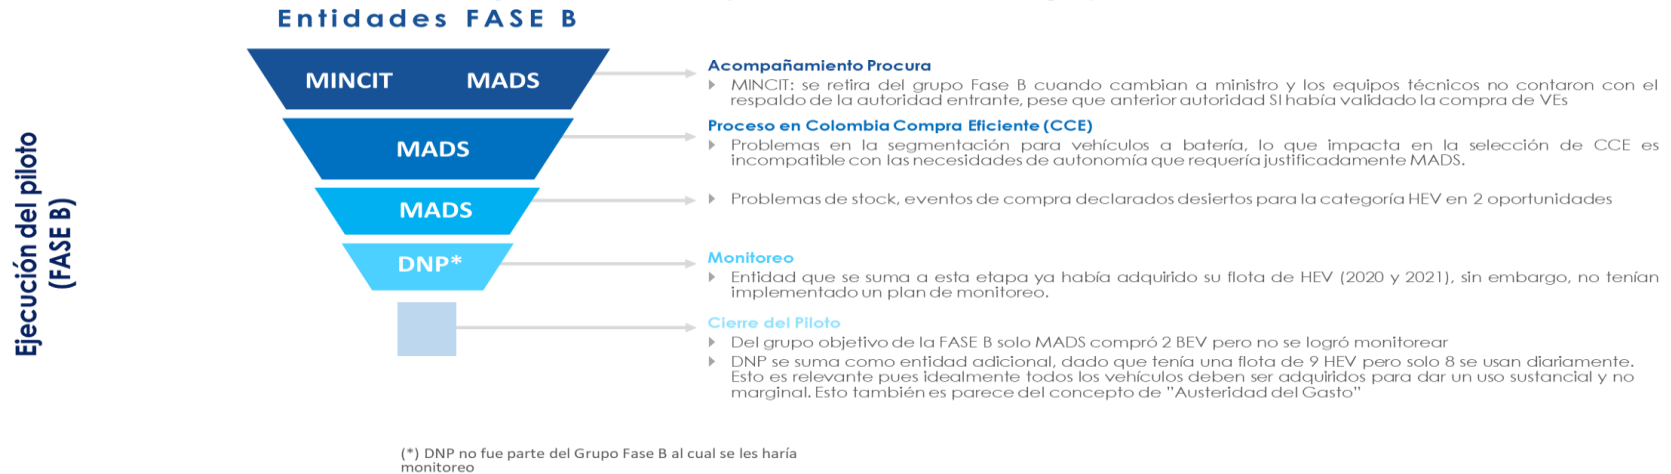 Entidades FASE B
Ejecución del piloto
(FASE B)
MINCIT MADS
Acompañamiento Procura
MINCIT: se retira del grupo Fase B cuando cambian a ministro y los equipos técnicos no contaron con el
respaldo de la autoridad entrante, pese que anterior autoridad SI había validado la compra de VEs
MADS
Proceso en Colombia Compra Eficiente (CCE)
Problemas en la segmentación para vehículos a batería, lo que impacta en la selección de CCE es
incompatible con las necesidades de autonomía que requería justificadamente MADS.
MADS
Problemas de stock, eventos de compra declarados desiertos para la categoría HEV en 2 oportunidades
DNP*
Monitoreo
Entidad que se suma a esta etapa ya había adquirido su flota de HEV (2020 y 2021), sin embargo, no tenían
implementado un plan de monitoreo.
Cierre del Piloto
Del grupo objetivo de la FASE B solo MADS compró 2 BEV pero no se logró monitorear
DNP se suma como entidad adicional, dado que tenía una flota de 9 HEV pero solo 8 se usan diariamente.
Esto es relevante pues idealmente todos los vehículos deben ser adquiridos para dar un uso sustancial y no
marginal. Esto también es parece del concepto de "Austeridad del Gasto"
(*) DNP no fue parte del Grupo Fase B al cual se les haría
monitoreo